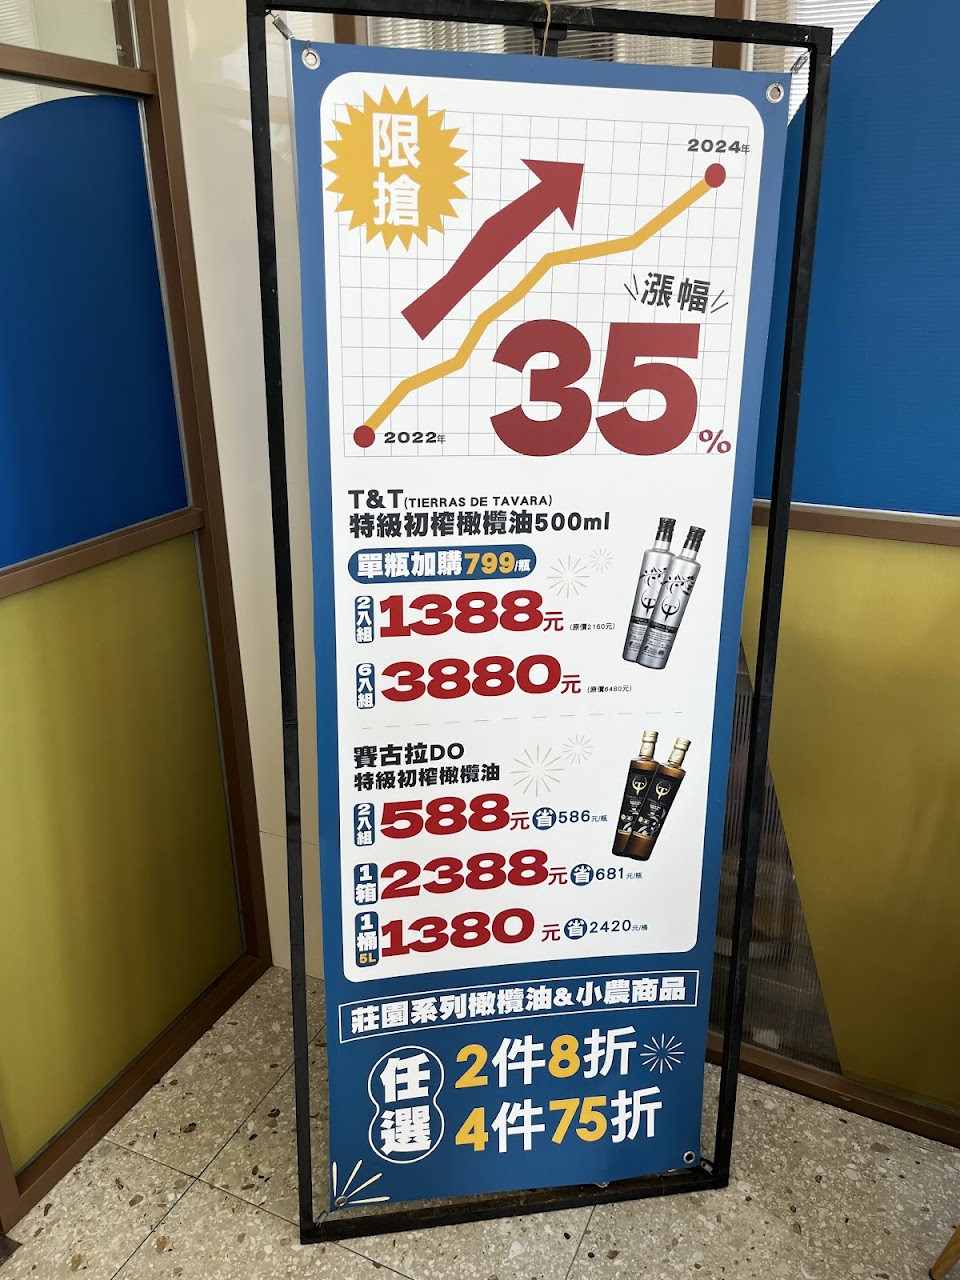 限
搶
2024年
漲幅
35%
2022年
T&T(TIERRAS DE TAVARA)
特級初榨橄欖油500ml
單瓶加購799/瓶
2入組 1388元 (原價2160元)
6入組 3880元 (原價6480元)
賽古拉DO
特級初榨橄欖油
2入組 588元 省586元/瓶
1箱 2388元 省681元/瓶
1桶5L 1380元 省2420元/桶
莊園系列橄欖油&小農商品
任選
2件8折
4件75折